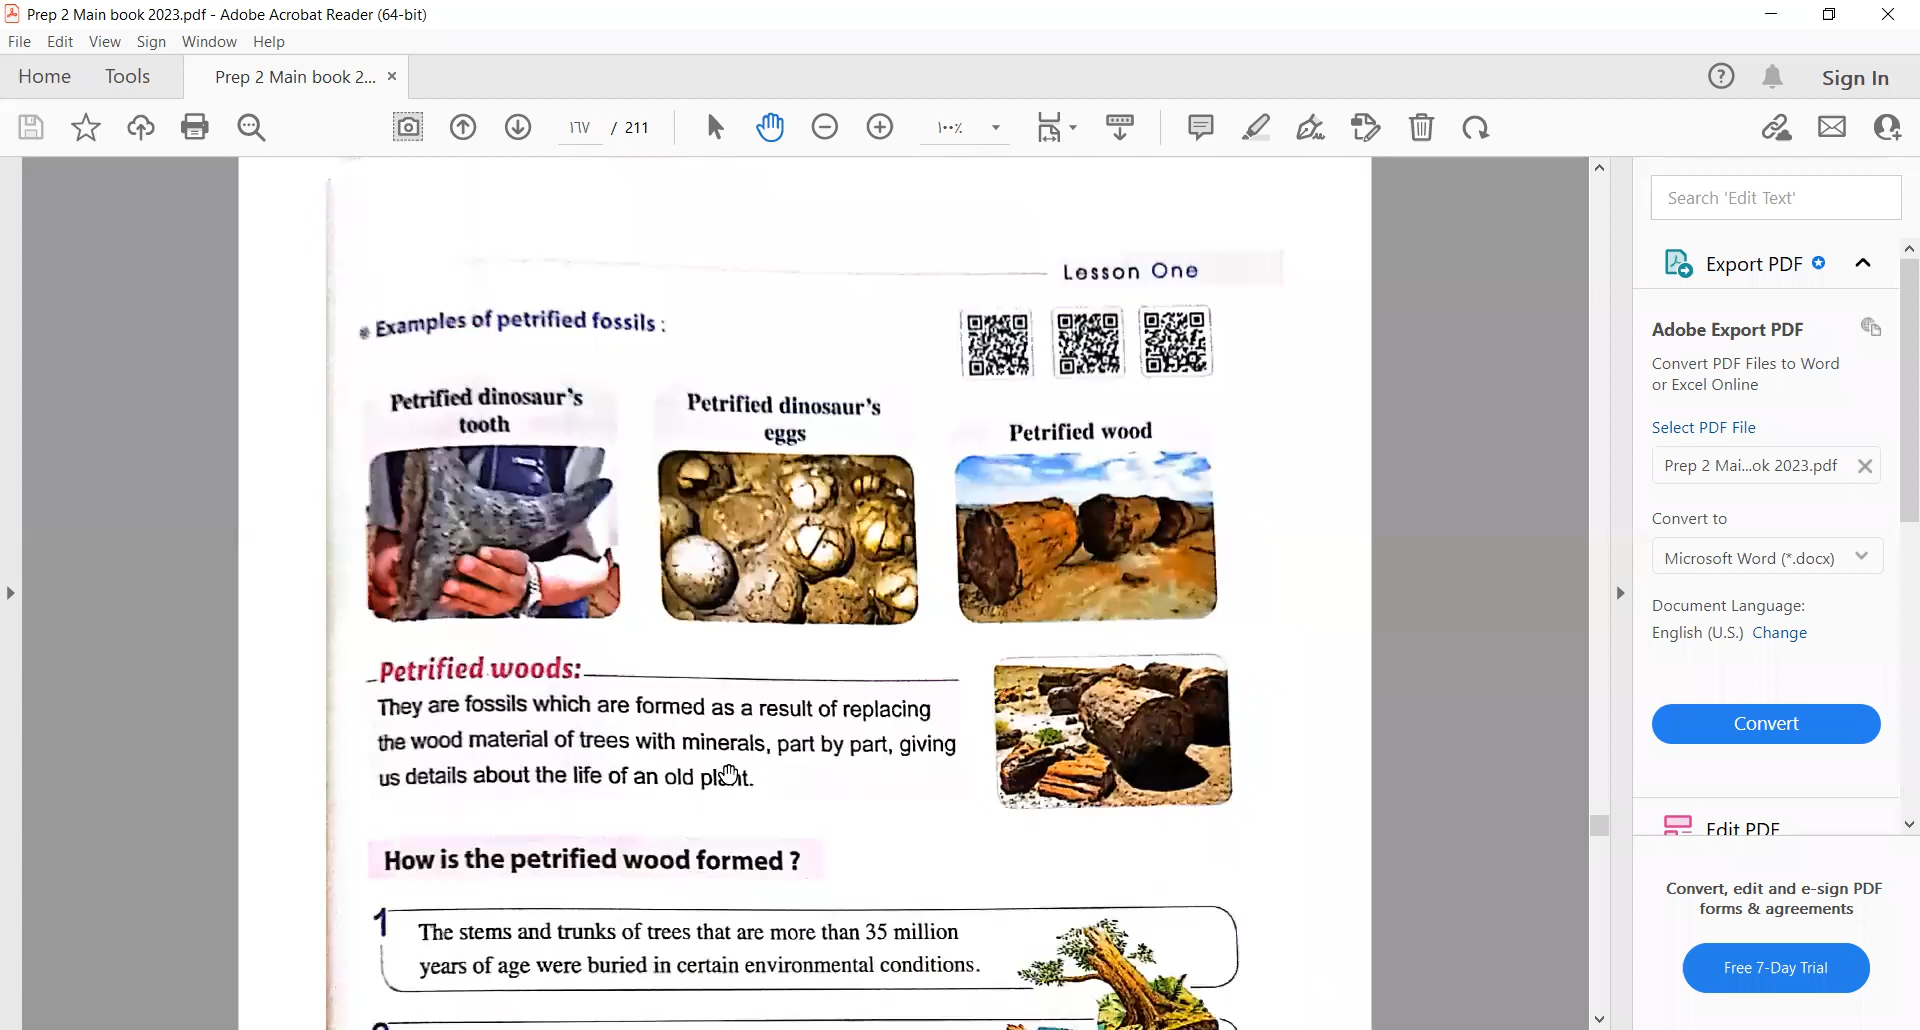 Prep 2 Main book 2023.pdf - Adobe Acrobat Reader (64-bit)
File Edit View Sign Window Help
Home Tools Prep 2 Main book 2... ×
Sign In
١٦٧ / 211
١٠٠٪
Search 'Edit Text'
Export PDF
Adobe Export PDF
Convert PDF Files to Word
or Excel Online
Select PDF File
Prep 2 Mai...ok 2023.pdf
Convert to
Microsoft Word (*.docx)
Document Language:
English (U.S.) Change
Convert
Edit PDF
Convert, edit and e-sign PDF
forms & agreements
Free 7-Day Trial
Lesson One
Examples of petrified fossils :
Petrified dinosaur's
tooth
Petrified dinosaur's
eggs
Petrified wood
Petrified woods:
They are fossils which are formed as a result of replacing
the wood material of trees with minerals, part by part, giving
us details about the life of an old plant.
How is the petrified wood formed ?
1
The stems and trunks of trees that are more than 35 million
years of age were buried in certain environmental conditions.